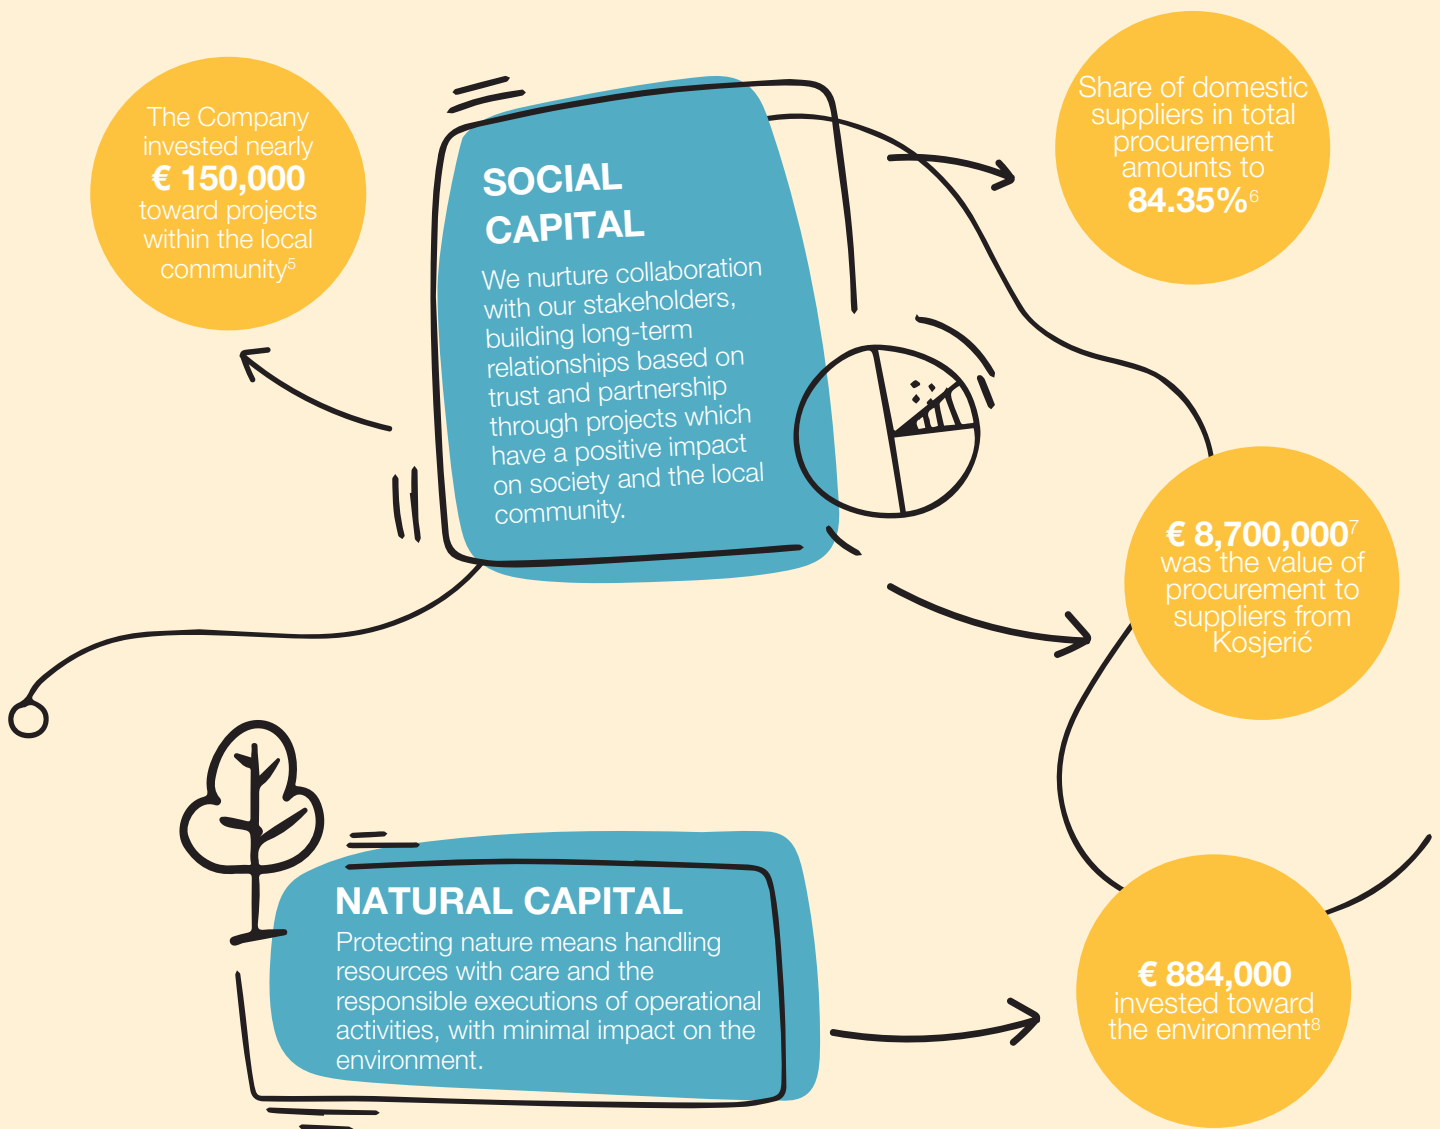 The Company
invested nearly
€ 150,000
toward projects
within the local
community5
SOCIAL
CAPITAL
We nurture collaboration
with our stakeholders,
building long-term
relationships based on
trust and partnership
through projects which
have a positive impact
on society and the local
community.
Share of domestic
suppliers in total
procurement
amounts to
84.35%6
€ 8,700,0007
was the value of
procurement to
suppliers from
Kosjerić
NATURAL CAPITAL
Protecting nature means handling
resources with care and the
responsible executions of operational
activities, with minimal impact on the
environment.
€ 884,000
invested toward
the environment8